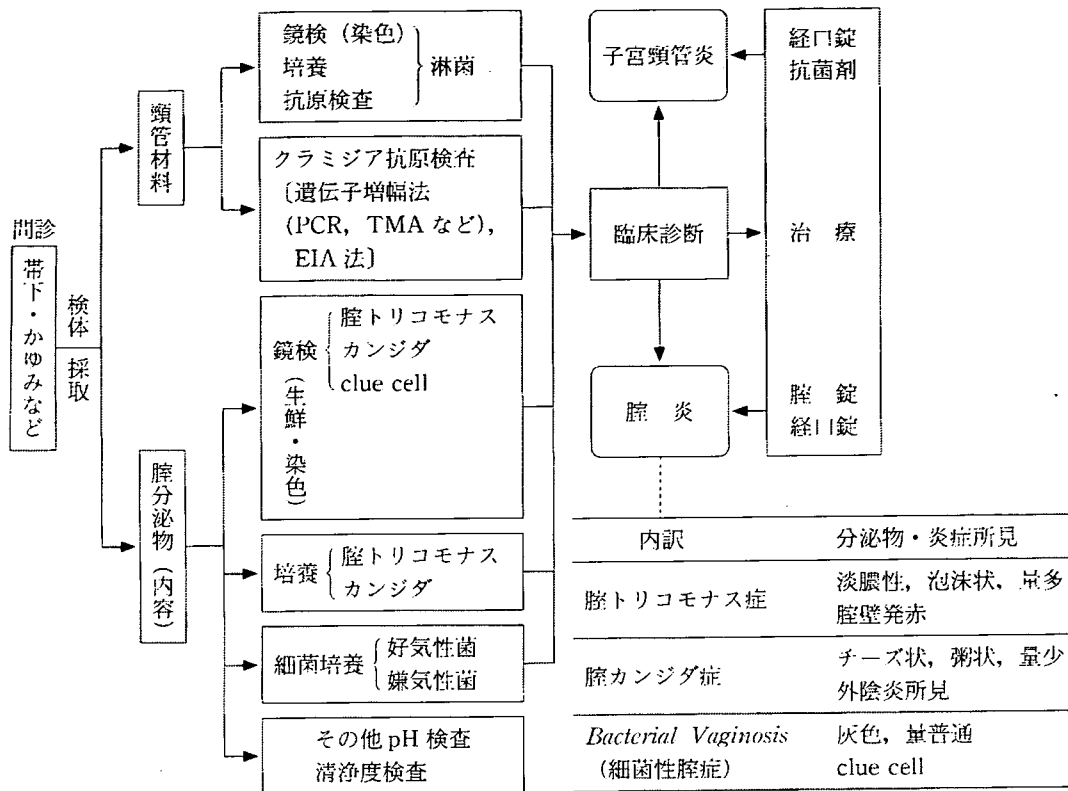 問診
帯下・かゆみなど
検体
採取
頸管材料
腟分泌物(内容)
鏡検(染色)
培養
抗原検査
淋菌
クラミジア抗原検査
〔遺伝子増幅法
(PCR, TMA など),
EIA 法〕
鏡検
(生鮮・染色)
腟トリコモナス
カンジダ
clue cell
培養
腟トリコモナス
カンジダ
細菌培養
好気性菌
嫌気性菌
その他 pH 検査
清浄度検査
子宮頸管炎
臨床診断
腟 炎
経口錠
抗菌剤
治 療
腟 錠
経口錠
内訳 分泌物・炎症所見
腟トリコモナス症 淡膿性, 泡沫状, 量多
腟壁発赤
腟カンジダ症 チーズ状, 粥状, 量少
外陰炎所見
Bacterial Vaginosis 灰色, 量普通
(細菌性腟症) clue cell